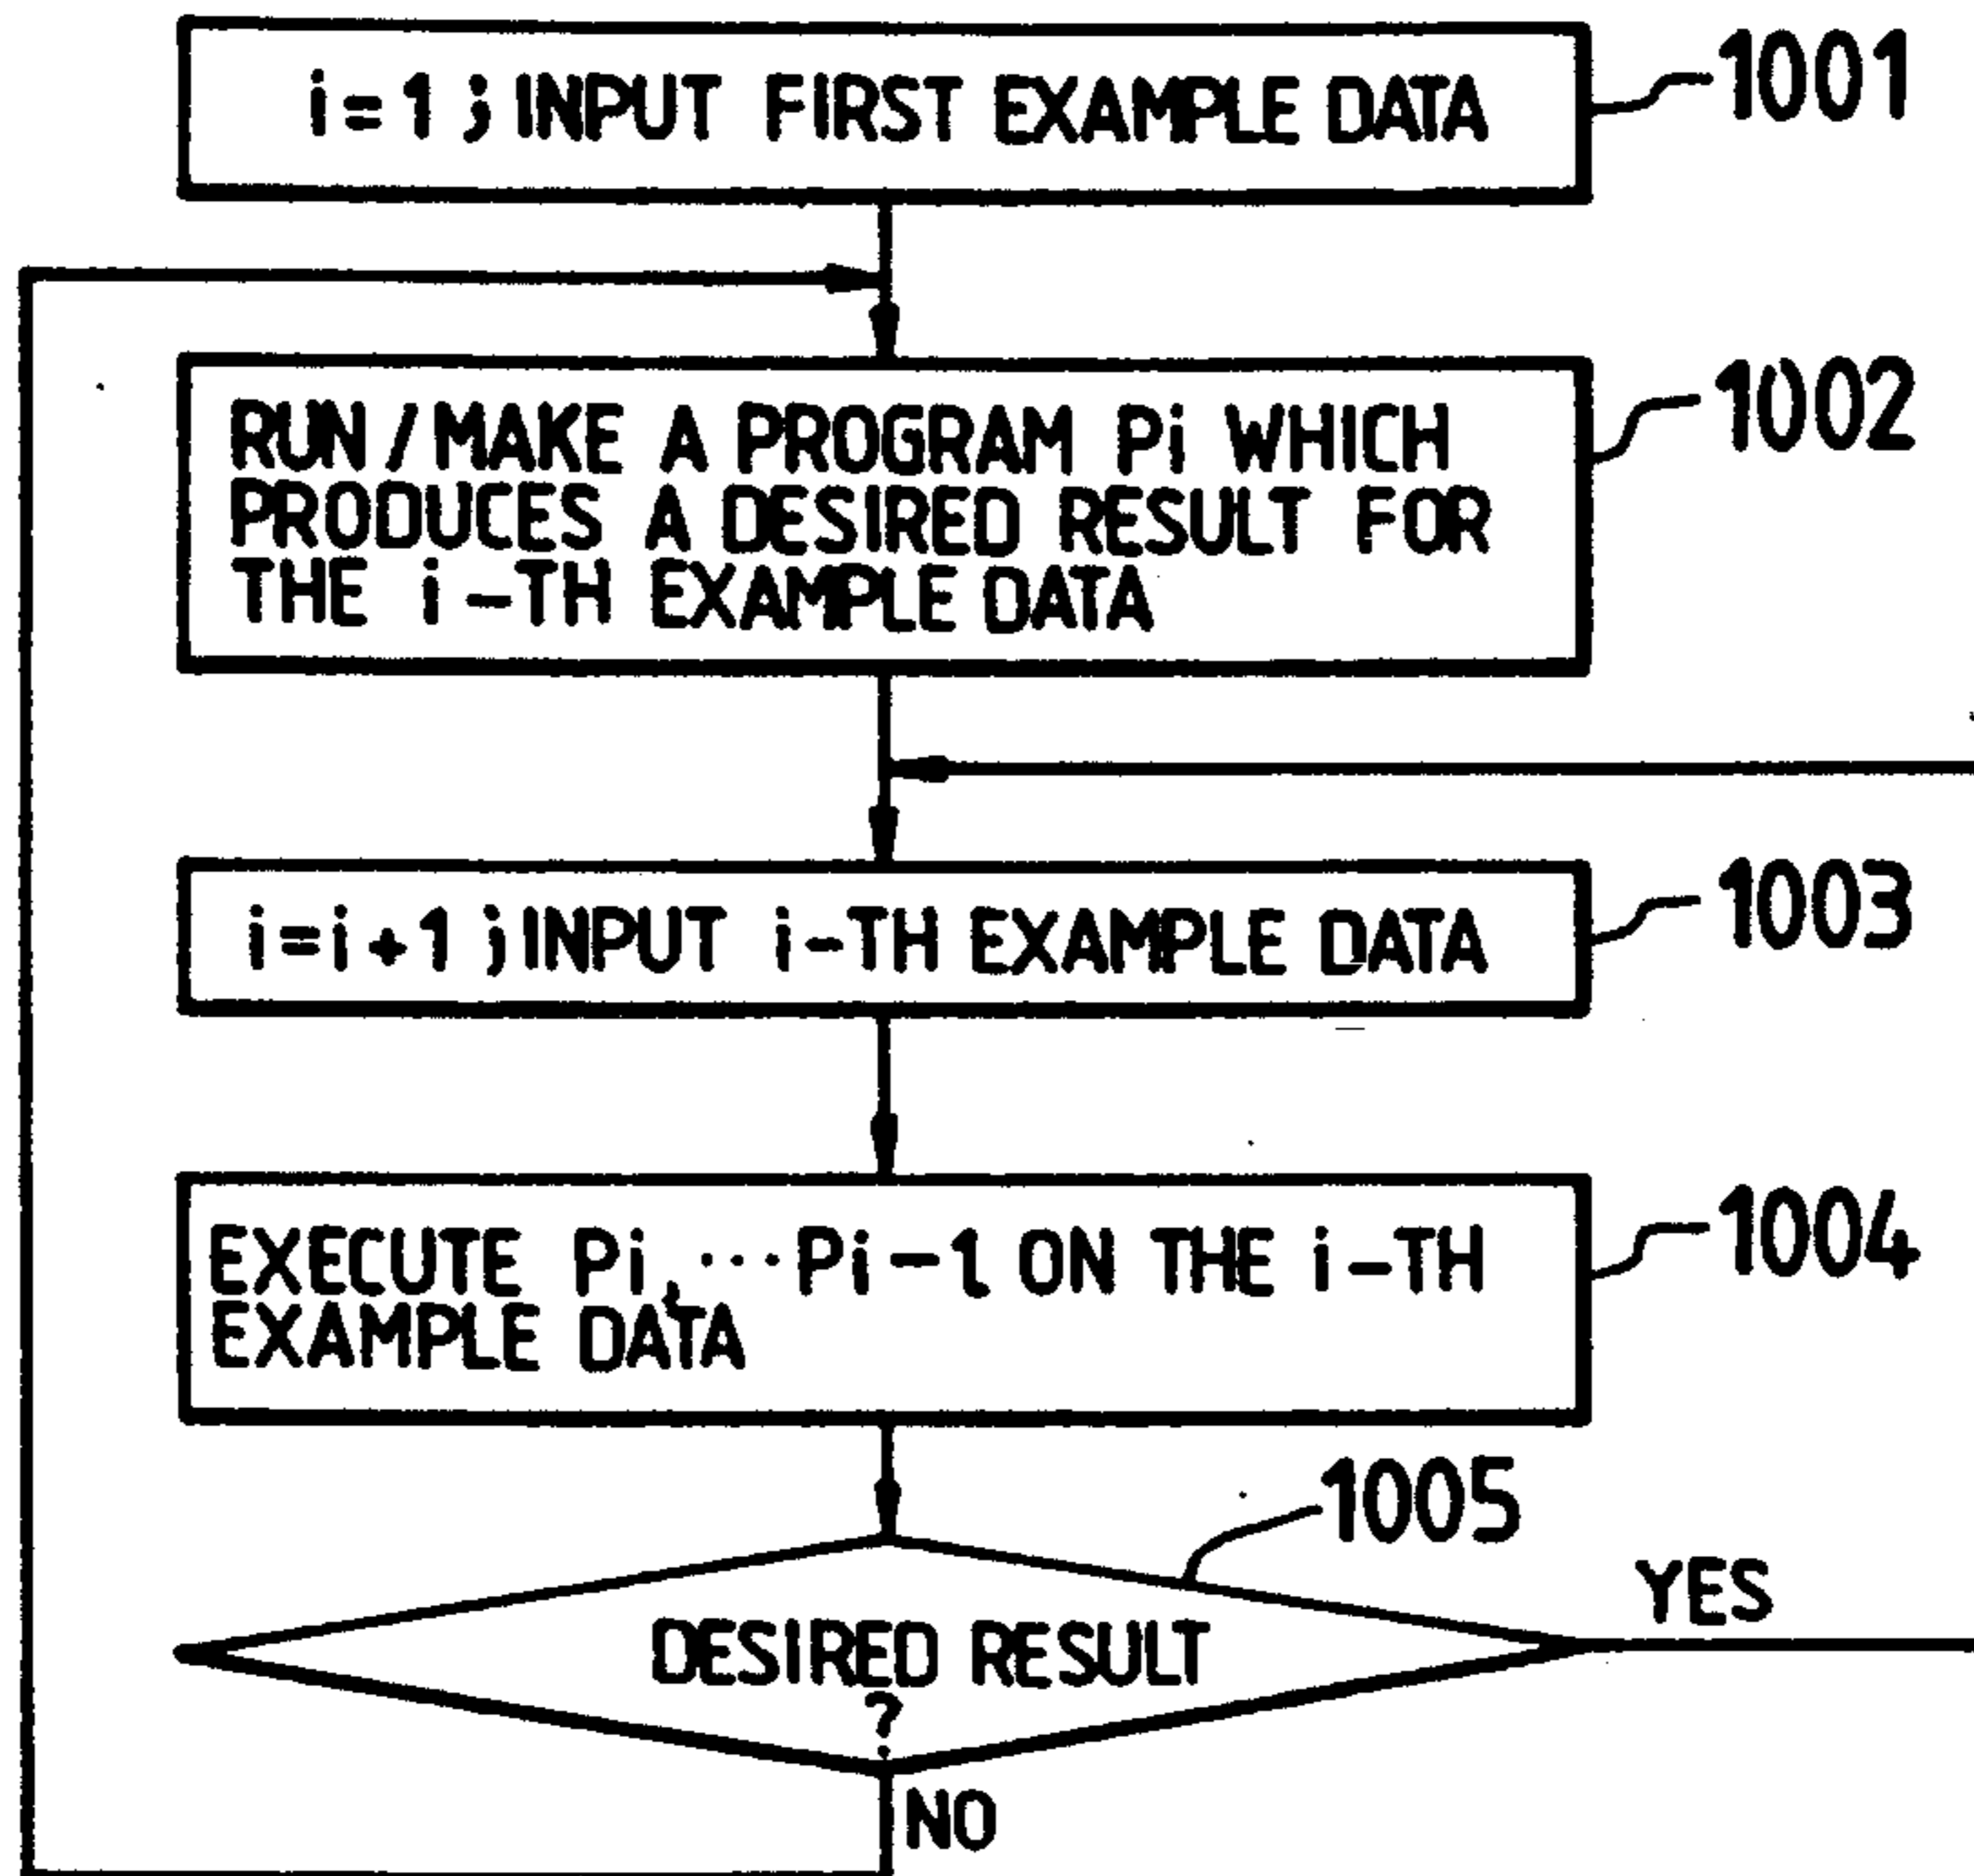 i=1;INPUT FIRST EXAMPLE DATA
1001
RUN/MAKE A PROGRAM Pi WHICH
PRODUCES A DESIRED RESULT FOR
THE i-TH EXAMPLE DATA
1002
i=i+1;INPUT i-TH EXAMPLE DATA
1003
EXECUTE Pi,···Pi-1, ON THE i-TH
EXAMPLE DATA
1004
1005
DESIRED RESULT
?
YES
NO